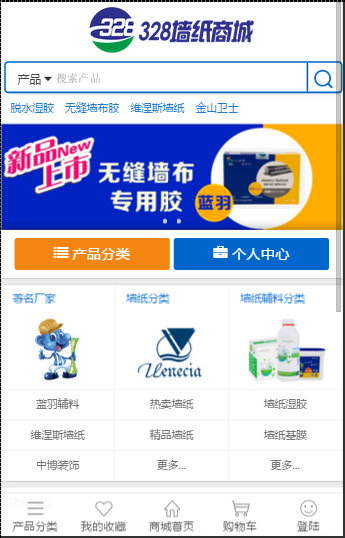 328墙纸商城
产品 搜索产品
脱水湿胶 无缝墙布胶 维涅斯墙纸 金山卫士
新品New
上市
无缝墙布
专用胶 蓝羽
产品分类 个人中心
著名厂家 墙纸分类 墙纸辅料分类
Uenecia
蓝羽辅料 热卖墙纸 墙纸湿胶
维涅斯墙纸 精品墙纸 墙纸基膜
中博装饰 更多... 更多...
产品分类 我的收藏 商城首页 购物车 登陆